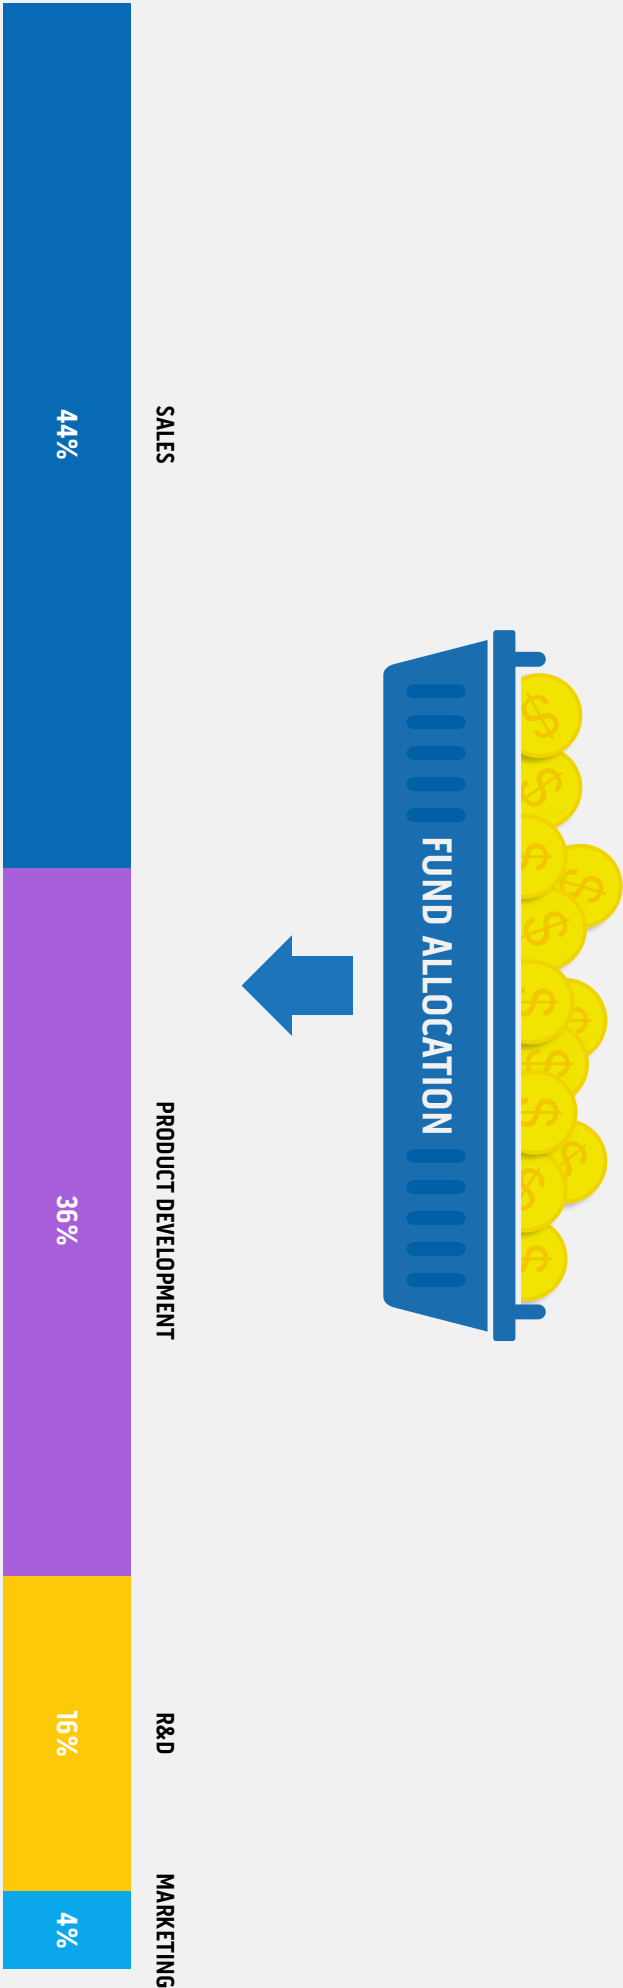 FUND ALLOCATION
SALES
PRODUCT DEVELOPMENT
R&D
MARKETING
44%
36%
16%
4%